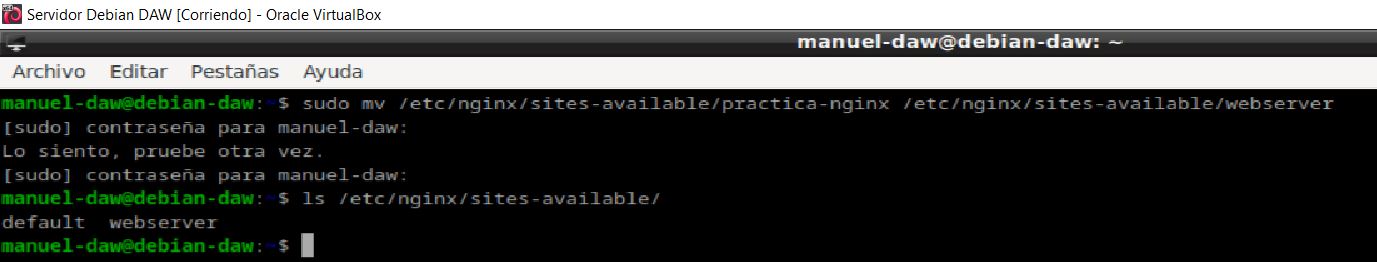 Servidor Debian DAW [Corriendo] - Oracle VirtualBox
manuel-daw@debian-daw: ~
Archivo Editar Pestañas Ayuda
manuel-daw@debian-daw:~$ sudo mv /etc/nginx/sites-available/practica-nginx /etc/nginx/sites-available/webserver
[sudo] contraseña para manuel-daw:
Lo siento, pruebe otra vez.
[sudo] contraseña para manuel-daw:
manuel-daw@debian-daw:~$ ls /etc/nginx/sites-available/
default  webserver
manuel-daw@debian-daw:~$